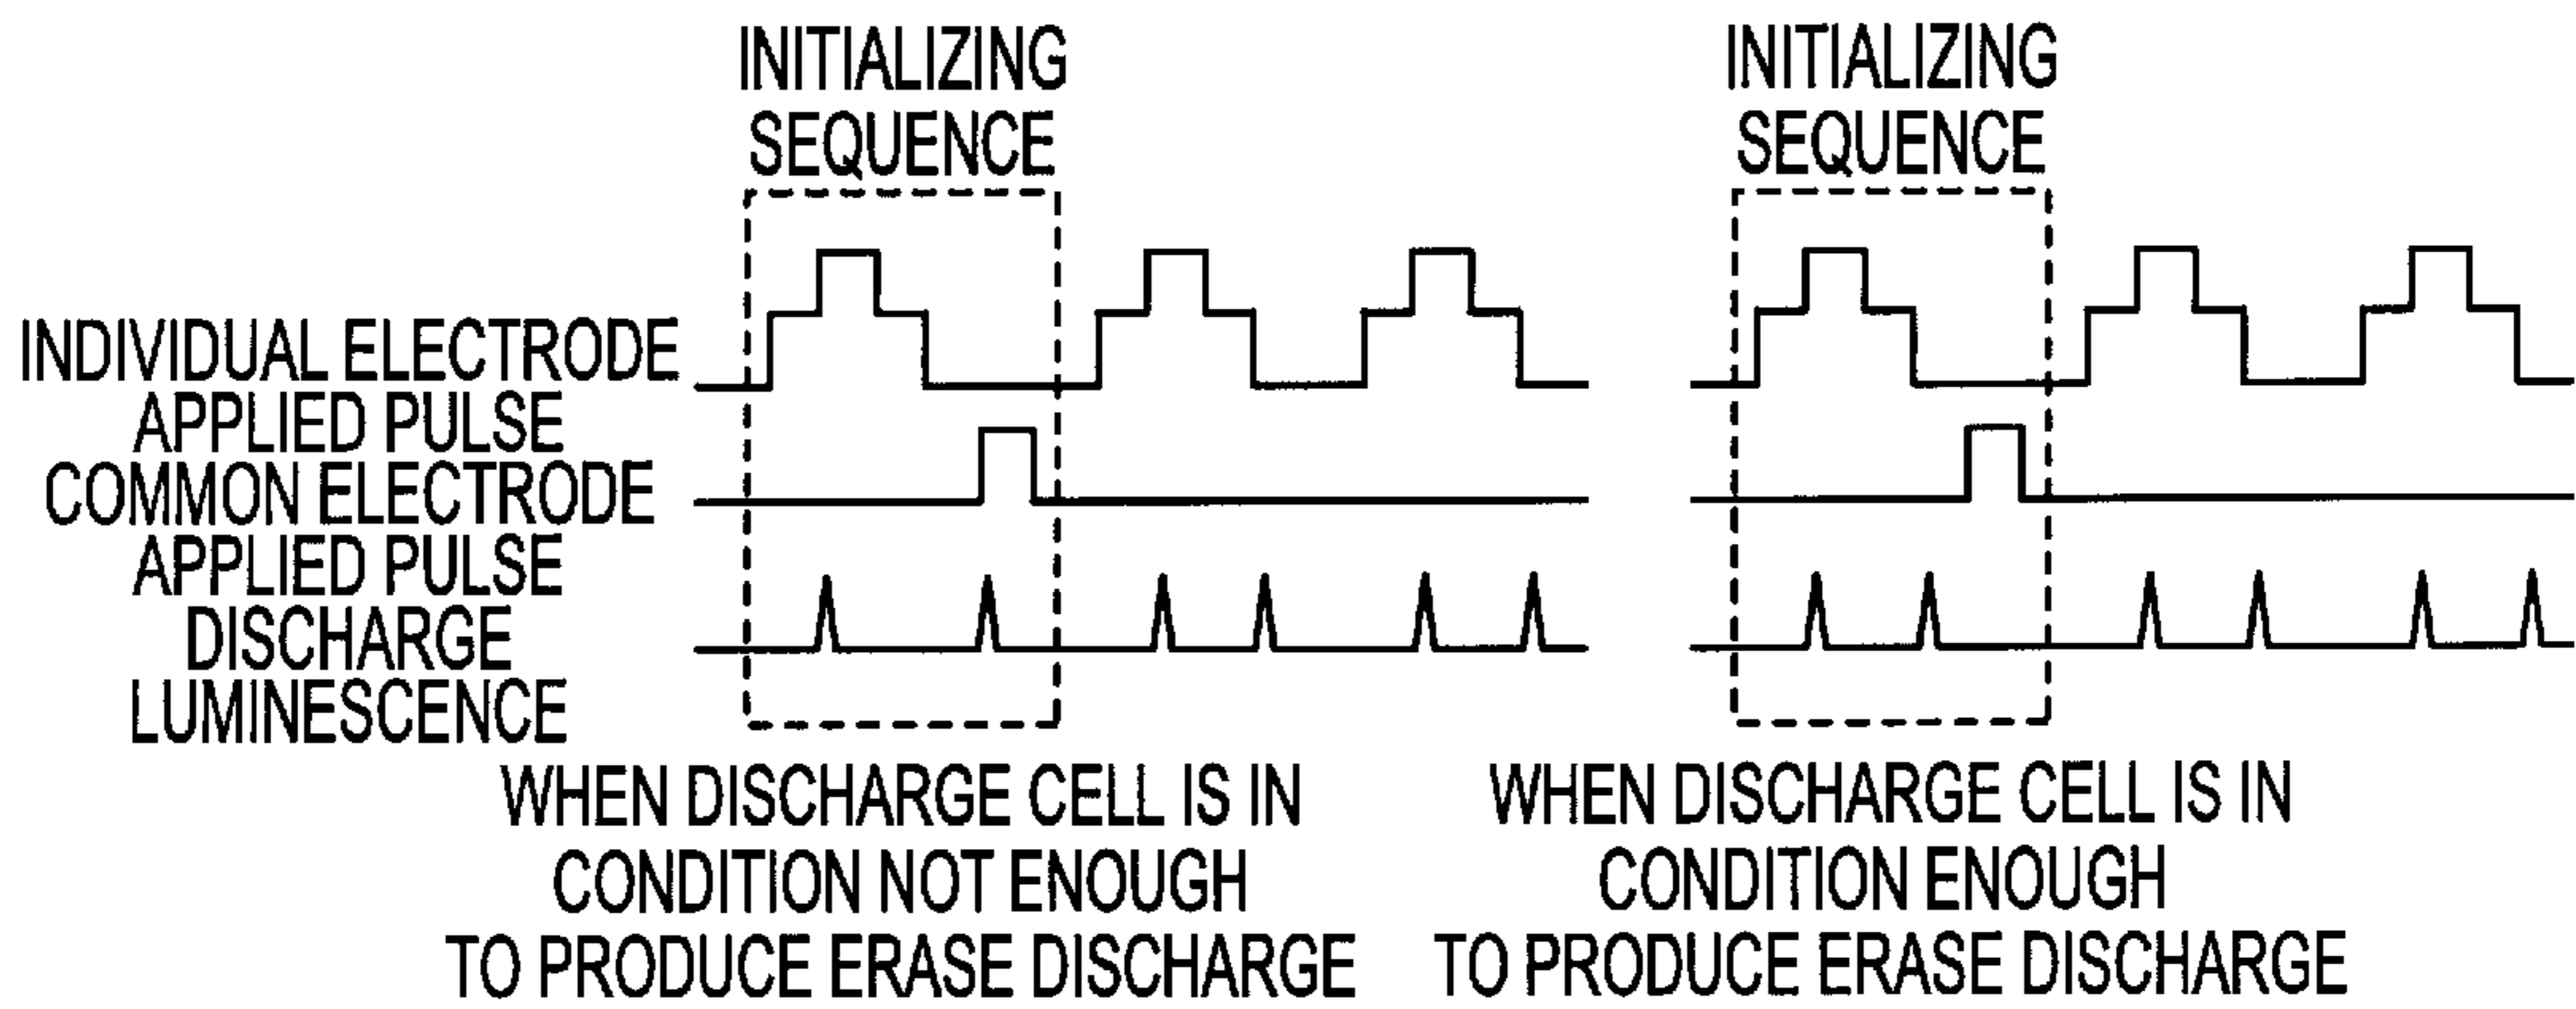 INITIALIZING
SEQUENCE
INITIALIZING
SEQUENCE
INDIVIDUAL ELECTRODE
APPLIED PULSE
COMMON ELECTRODE
APPLIED PULSE
DISCHARGE
LUMINESCENCE
WHEN DISCHARGE CELL IS IN
CONDITION NOT ENOUGH
TO PRODUCE ERASE DISCHARGE
WHEN DISCHARGE CELL IS IN
CONDITION ENOUGH
TO PRODUCE ERASE DISCHARGE